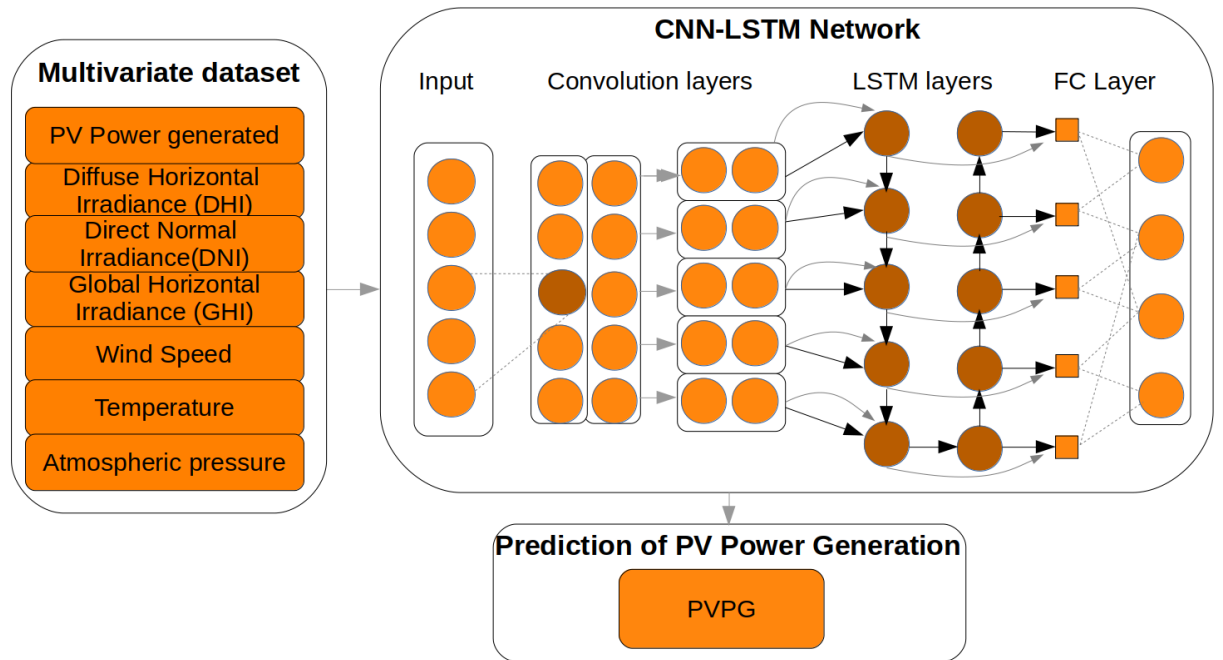 Multivariate dataset
PV Power generated
Diffuse Horizontal
Irradiance (DHI)
Direct Normal
Irradiance(DNI)
Global Horizontal
Irradiance (GHI)
Wind Speed
Temperature
Atmospheric pressure
CNN-LSTM Network
Input
Convolution layers
LSTM layers
FC Layer
Prediction of PV Power Generation
PVPG